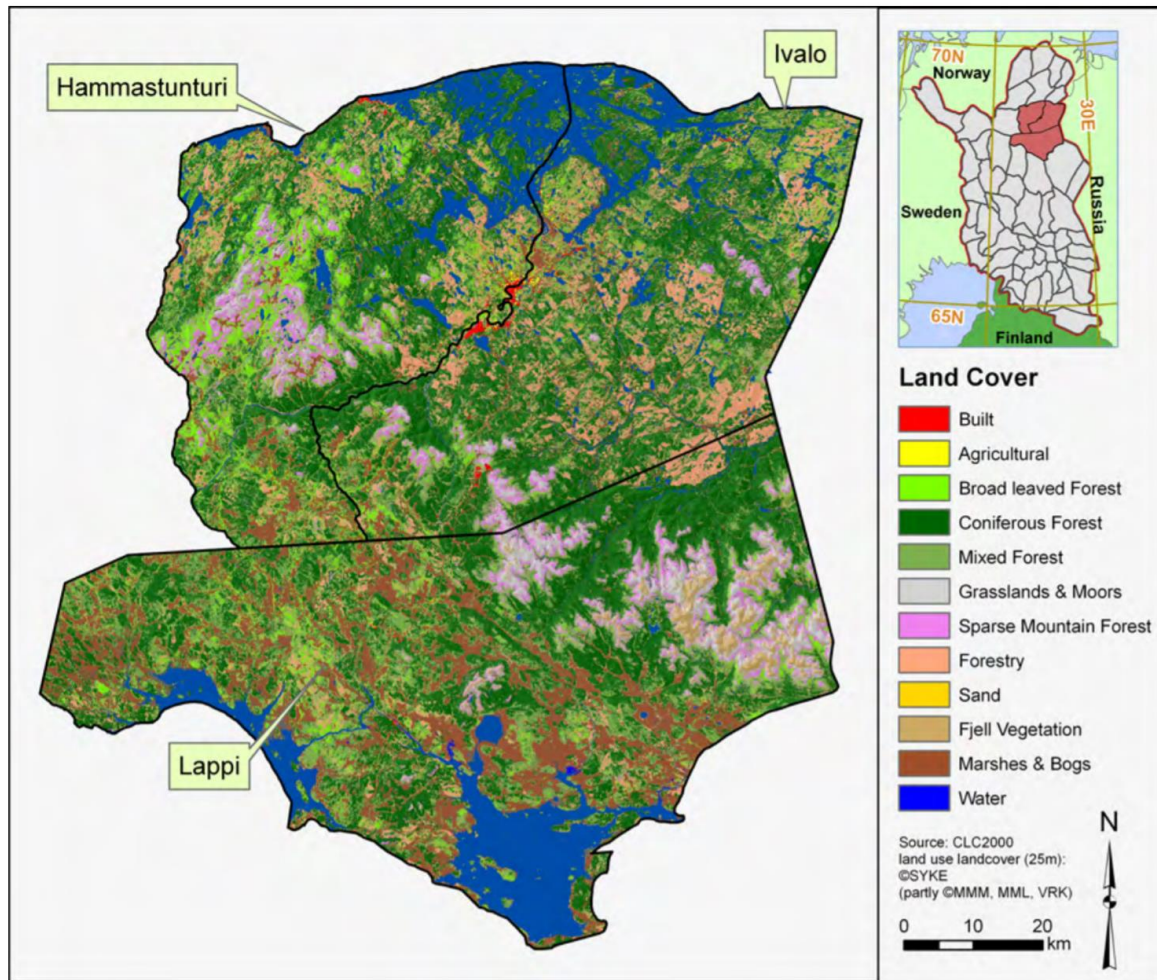 Hammastunturi
Ivalo
Lappi
70N
Norway
30E
Russia
Sweden
65N
Finland
Land Cover
Built
Agricultural
Broad leaved Forest
Coniferous Forest
Mixed Forest
Grasslands & Moors
Sparse Mountain Forest
Forestry
Sand
Fjell Vegetation
Marshes & Bogs
Water
Source: CLC2000
land use landcover (25m):
©SYKE
(partly ©MMM, MML, VRK)
N
0 10 20
km